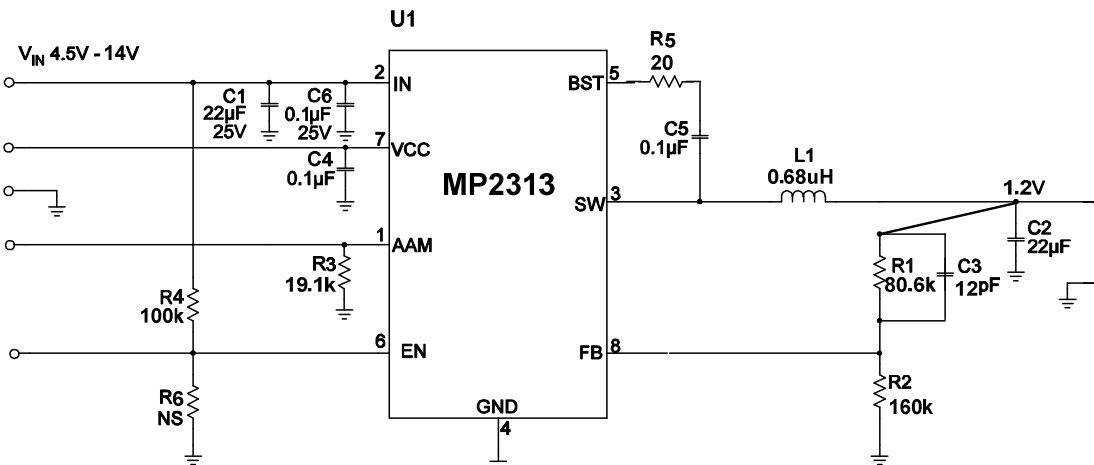 U1
V_IN 4.5V - 14V
2
IN
C1
22µF
25V
C6
0.1µF
25V
7
VCC
C4
0.1µF
1
AAM
R3
19.1k
R4
100k
6
EN
R6
NS
MP2313
GND
4
BST
5
R5
20
C5
0.1µF
SW
3
L1
0.68uH
1.2V
C2
22µF
R1
80.6k
C3
12pF
FB
8
R2
160k